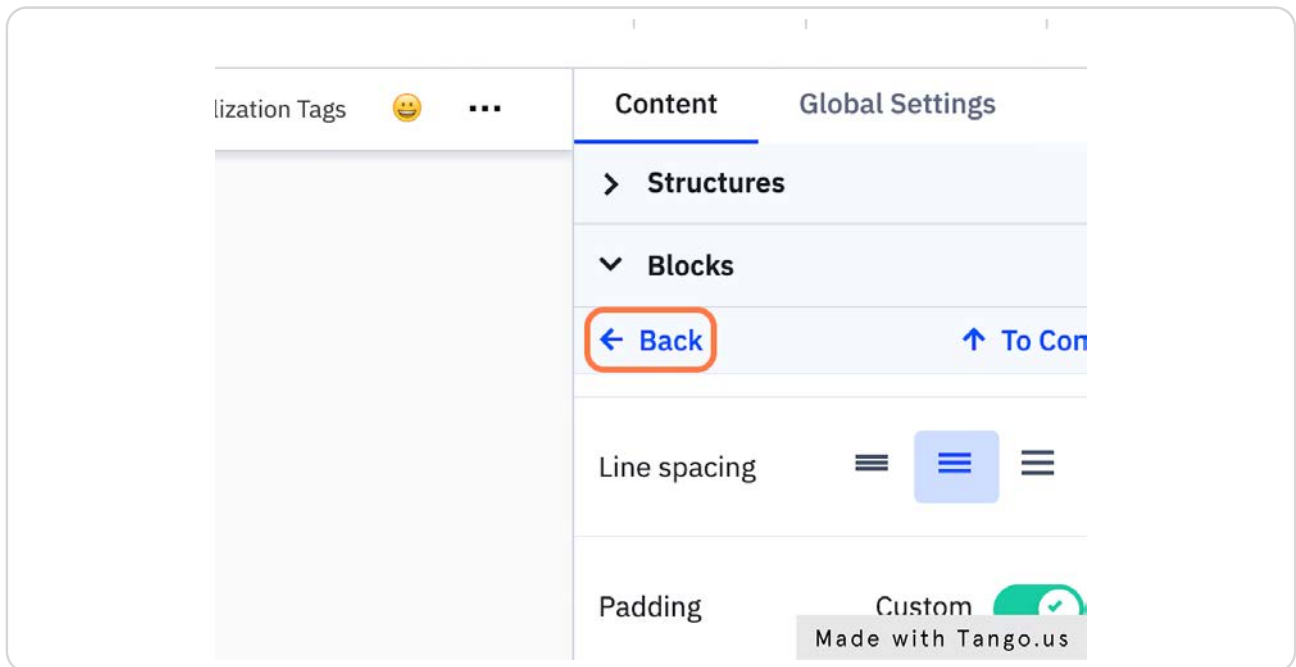 lization Tags 😀 ...
Content Global Settings
Structures
Blocks
← Back ↑ To Con
Line spacing
Padding Custom
Made with Tango.us